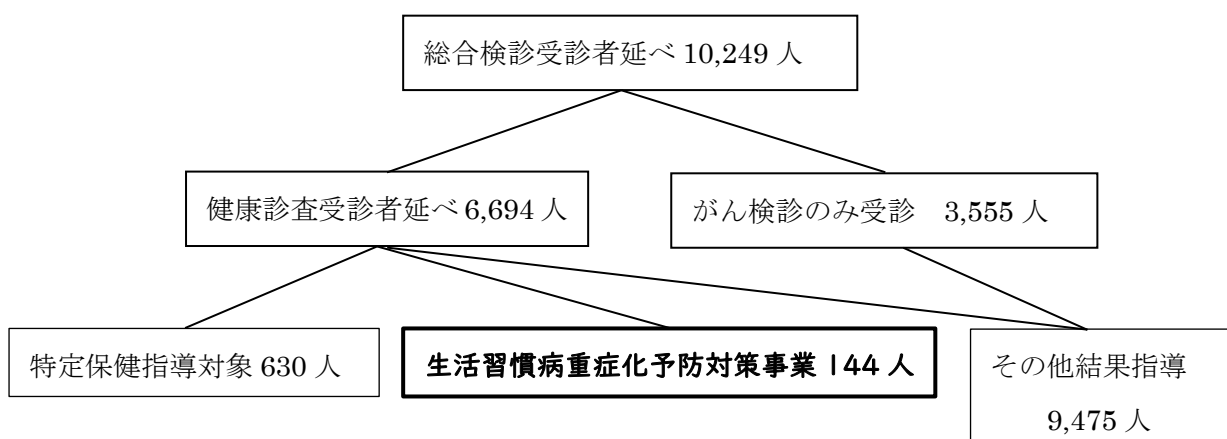 総合検診受診者延べ 10,249 人
健康診査受診者延べ 6,694 人
がん検診のみ受診　3,555 人
特定保健指導対象 630 人
生活習慣病重症化予防対策事業 144 人
その他結果指導
9,475 人